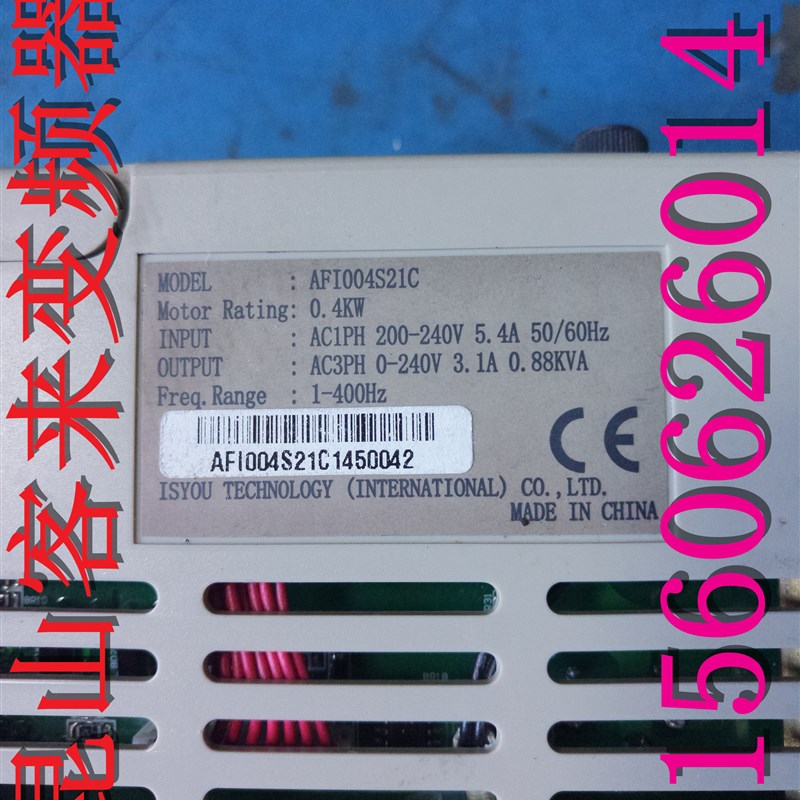 昆山客来变频器
MODEL : AFI004S21C
Motor Rating: 0.4KW
INPUT : AC1PH 200-240V 5.4A 50/60Hz
OUTPUT : AC3PH 0-240V 3.1A 0.88KVA
Freq.Range : 1-400Hz
AFI004S21C1450042
CE
ISYOU TECHNOLOGY (INTERNATIONAL) CO.,LTD.
MADE IN CHINA
15606226014